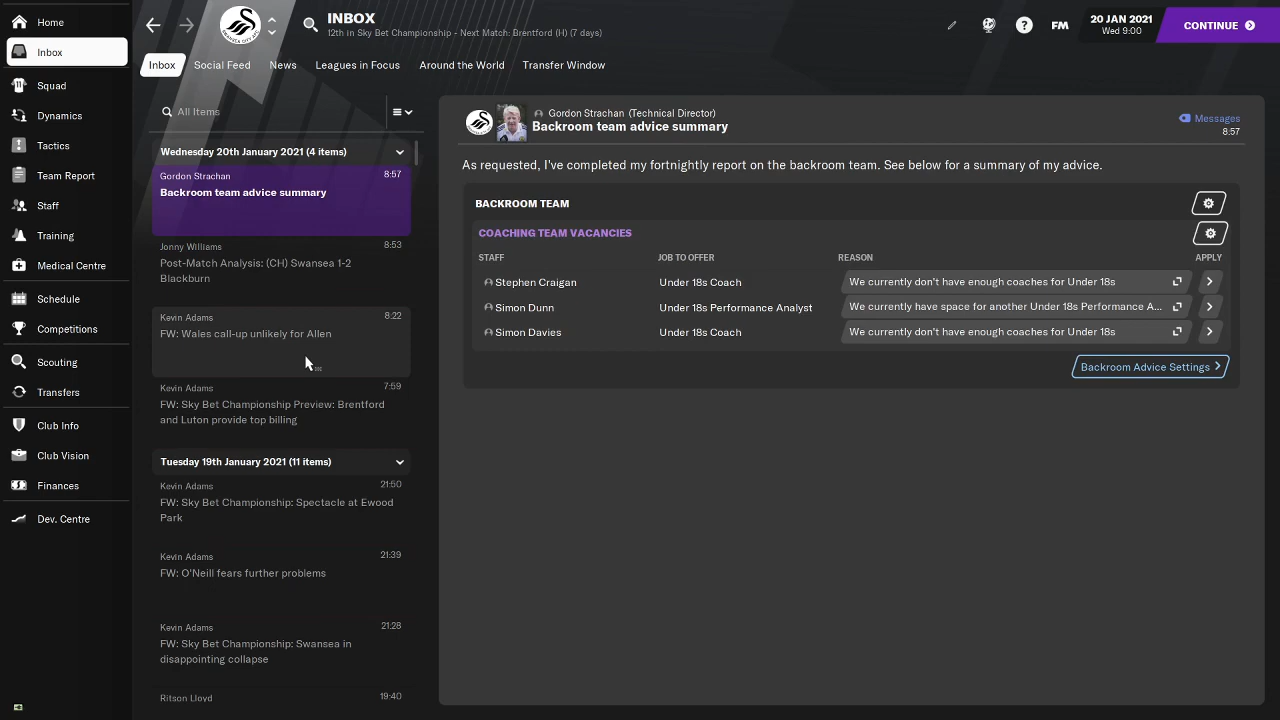 Home
Inbox
Squad
Dynamics
Tactics
Team Report
Staff
Training
Medical Centre
Schedule
Competitions
Scouting
Transfers
Club Info
Club Vision
Finances
Dev. Centre
INBOX
12th in Sky Bet Championship - Next Match: Brentford (H) (7 days)
FM
20 JAN 2021
Wed 9:00
CONTINUE
Inbox
Social Feed
News
Leagues in Focus
Around the World
Transfer Window
All Items
Wednesday 20th January 2021 (4 items)
Gordon Strachan 8:57
Backroom team advice summary
Jonny Williams 8:53
Post-Match Analysis: (CH) Swansea 1-2
Blackburn
Kevin Adams 8:22
FW: Wales call-up unlikely for Allen
Kevin Adams 7:59
FW: Sky Bet Championship Preview: Brentford
and Luton provide top billing
Tuesday 19th January 2021 (11 items)
Kevin Adams 21:50
FW: Sky Bet Championship: Spectacle at Ewood
Park
Kevin Adams 21:39
FW: O'Neill fears further problems
Kevin Adams 21:28
FW: Sky Bet Championship: Swansea in
disappointing collapse
Ritson Lloyd 19:40
Gordon Strachan (Technical Director)
Backroom team advice summary
Messages
8:57
As requested, I've completed my fortnightly report on the backroom team. See below for a summary of my advice.
BACKROOM TEAM
COACHING TEAM VACANCIES
STAFF JOB TO OFFER REASON APPLY
Stephen Craigan Under 18s Coach We currently don't have enough coaches for Under 18s
Simon Dunn Under 18s Performance Analyst We currently have space for another Under 18s Performance A...
Simon Davies Under 18s Coach We currently don't have enough coaches for Under 18s
Backroom Advice Settings